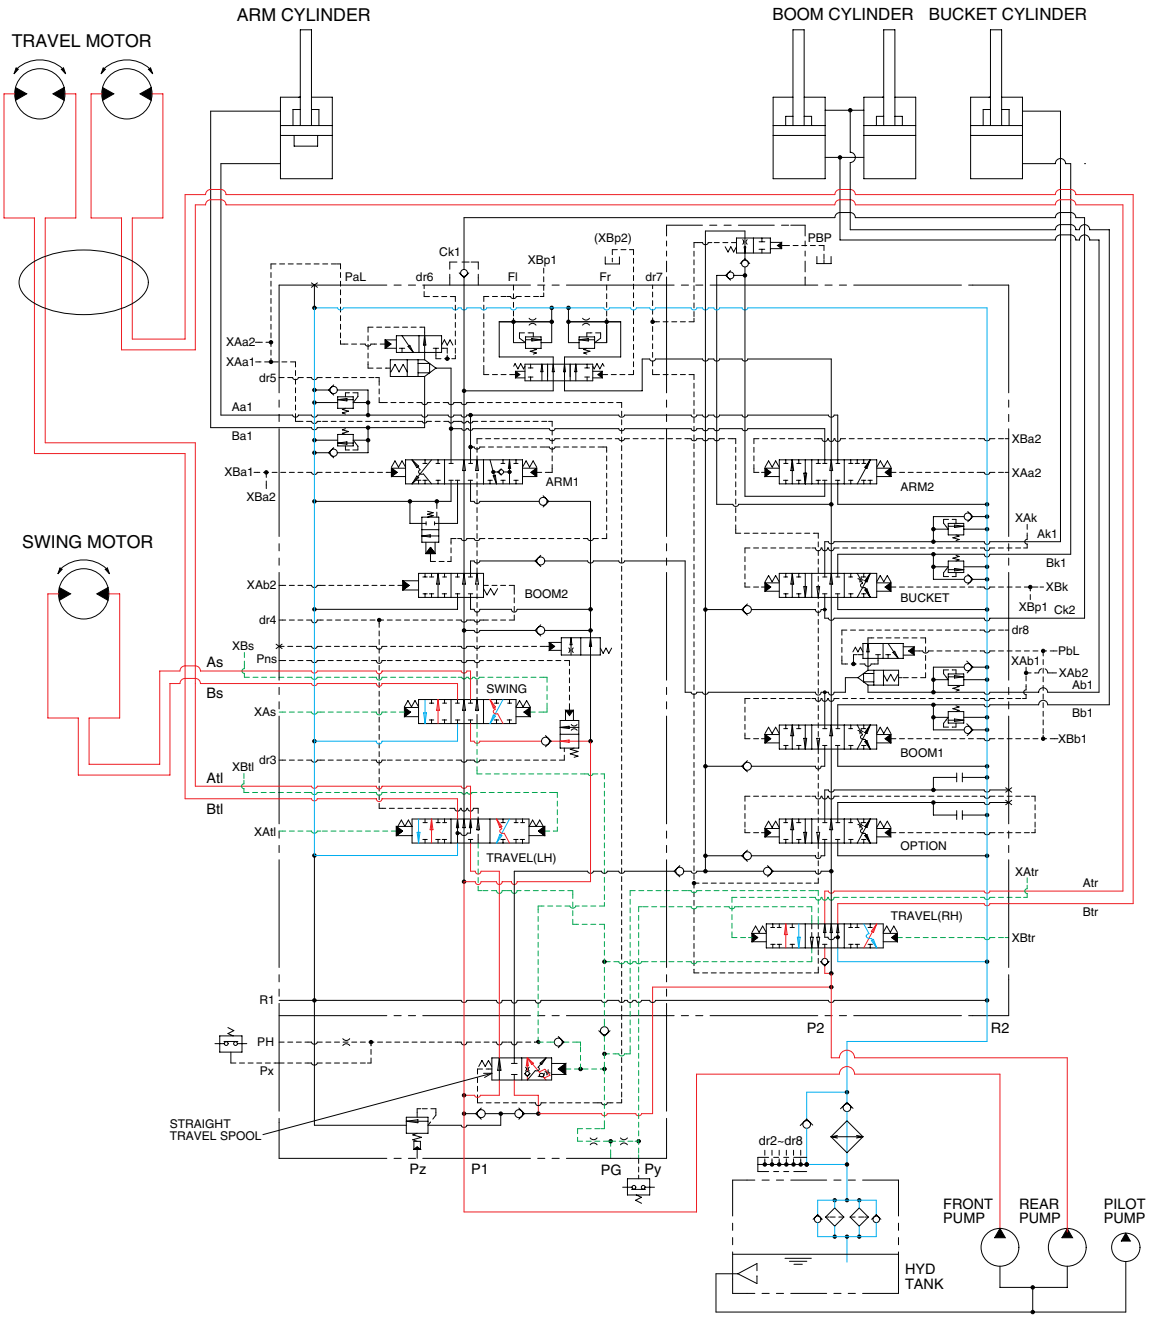 ARM CYLINDER
BOOM CYLINDER
BUCKET CYLINDER
TRAVEL MOTOR
(XBp2)
PBP
Ck1
XBp1
PaL
dr6
Fl
Fr
dr7
XAa2
XAa1
dr5
Aa1
Ba1
XBa2
XBa1
XAa2
ARM1
ARM2
XBa2
XAk
Ak1
SWING MOTOR
Bk1
XAb2
BOOM2
BUCKET
XBk
XBp1
Ck2
dr4
dr8
XBs
Pns
PbL
XAb1
XAb2
As
Bs
SWING
Ab1
XAs
Bb1
BOOM1
XBb1
dr3
XBtl
Atl
Btl
XAtl
OPTION
TRAVEL(LH)
XAtr
Atr
TRAVEL(RH)
Btr
XBtr
R1
P2
R2
PH
Px
STRAIGHT
TRAVEL SPOOL
dr2~dr8
Pz
P1
PG
Py
FRONT
PUMP
REAR
PUMP
PILOT
PUMP
HYD
TANK